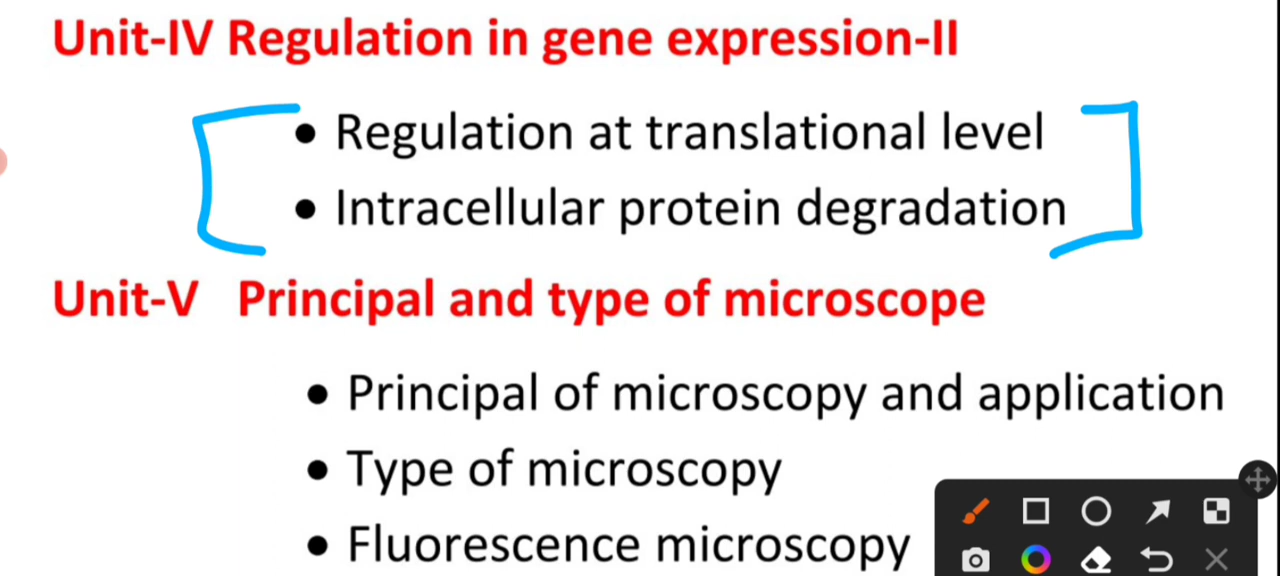 Unit-IV Regulation in gene expression-II
• Regulation at translational level
• Intracellular protein degradation
Unit-V Principal and type of microscope
• Principal of microscopy and application
• Type of microscopy
• Fluorescence microscopy